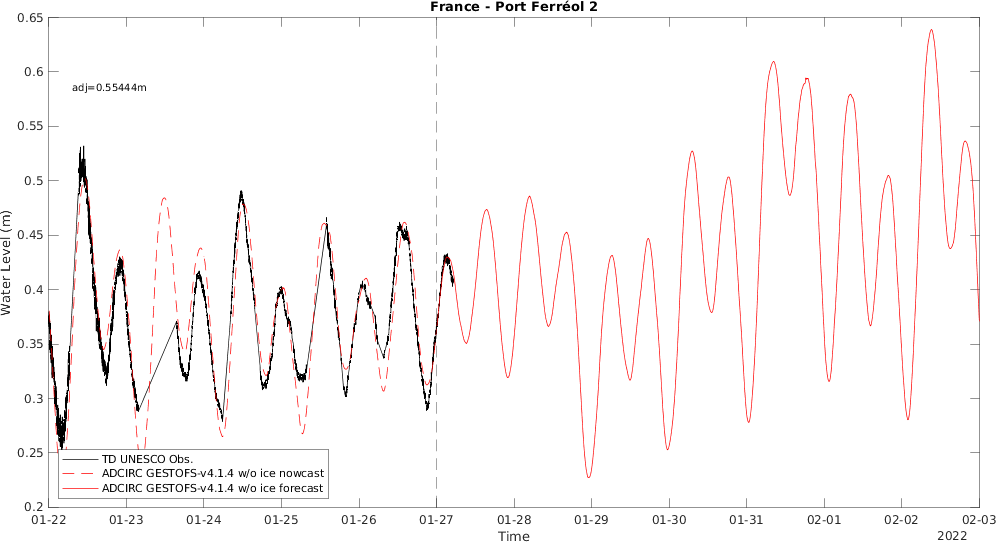 France - Port Ferréol 2
0.65
0.6
0.55
0.5
0.45
0.4
0.35
0.3
0.25
0.2
Water Level (m)
adj=0.55444m
TD UNESCO Obs.
ADCIRC GESTOFS-v4.1.4 w/o ice nowcast
ADCIRC GESTOFS-v4.1.4 w/o ice forecast
01-22 01-23 01-24 01-25 01-26 01-27 01-28 01-29 01-30 01-31 02-01 02-02 02-03
Time
2022